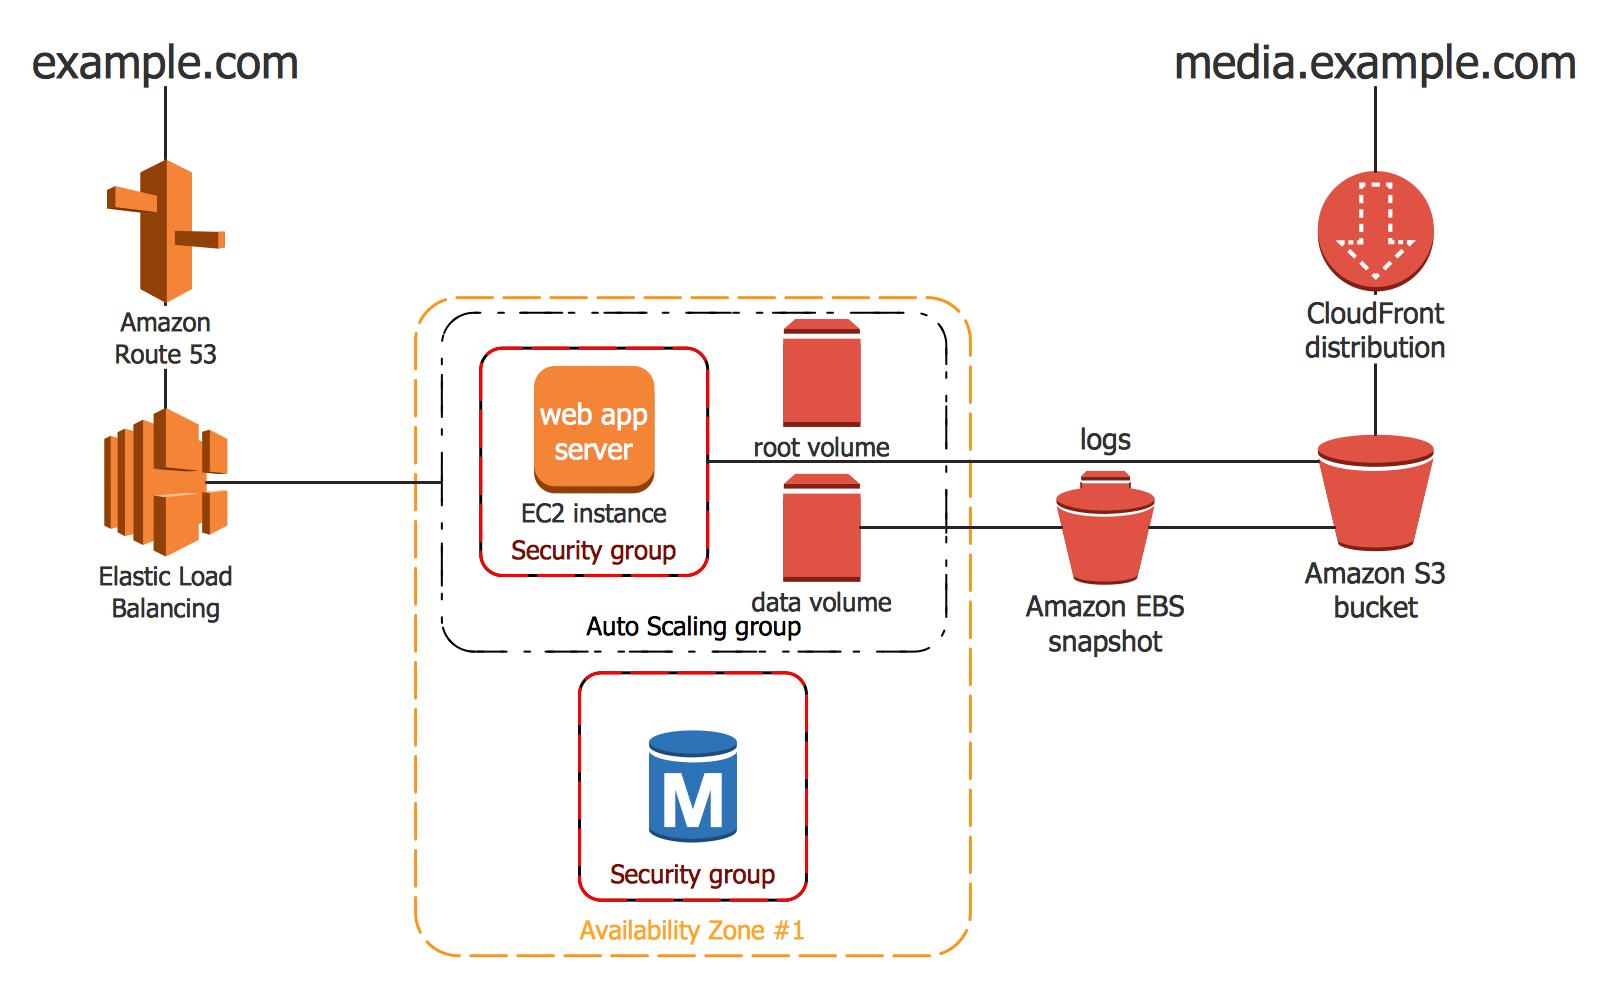 example.com
media.example.com
Amazon
Route 53
CloudFront
distribution
web app
server
root volume
logs
EC2 instance
Security group
Elastic Load
Balancing
data volume
Auto Scaling group
Amazon EBS
snapshot
Amazon S3
bucket
M
Security group
Availability Zone #1